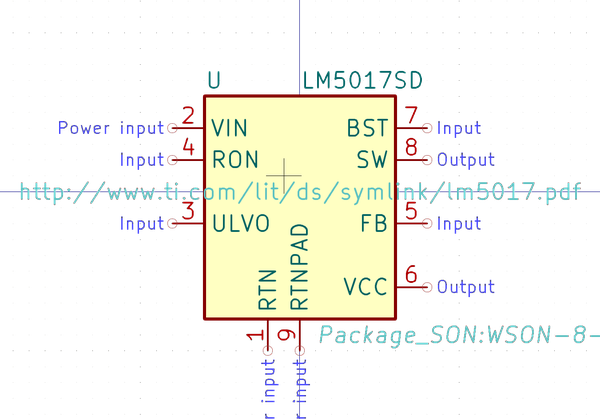 U LM5017SD
Power input 2 VIN BST 7 Input
Input 4 RON SW 8 Output
http://www.ti.com/lit/ds/symlink/lm5017.pdf
Input 3 ULVO FB 5 Input
VCC 6 Output
RTN RTNPAD
1 9
Package_SON:WSON-8-
r input r input